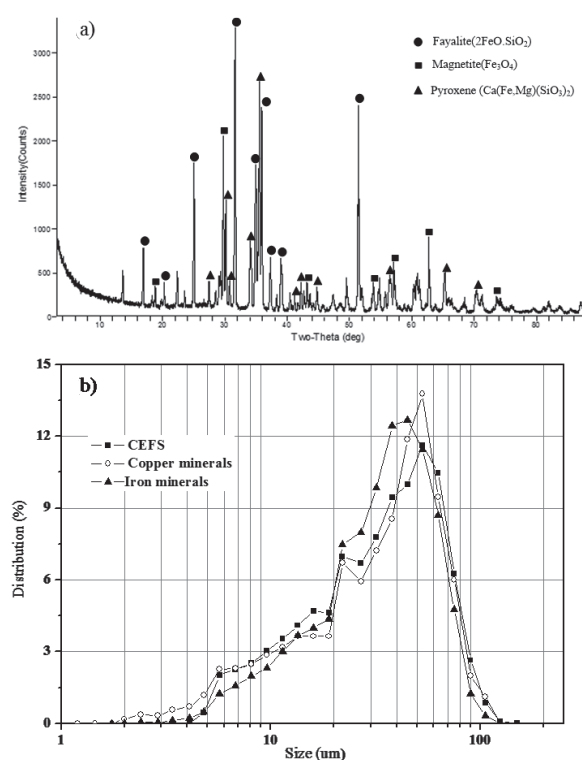 a)
Fayalite(2FeO.SiO₂)
Magnetite(Fe₃O₄)
Pyroxene (Ca(Fe,Mg)(SiO₃)₂)
Intensity(Counts)
3000
2500
2000
1500
1000
500
0
10 20 30 40 50 60 70 80
Two-Theta (deg)
b)
CEFS
Copper minerals
Iron minerals
Distribution (%)
15
12
9
6
3
0
1 10 100
Size (um)